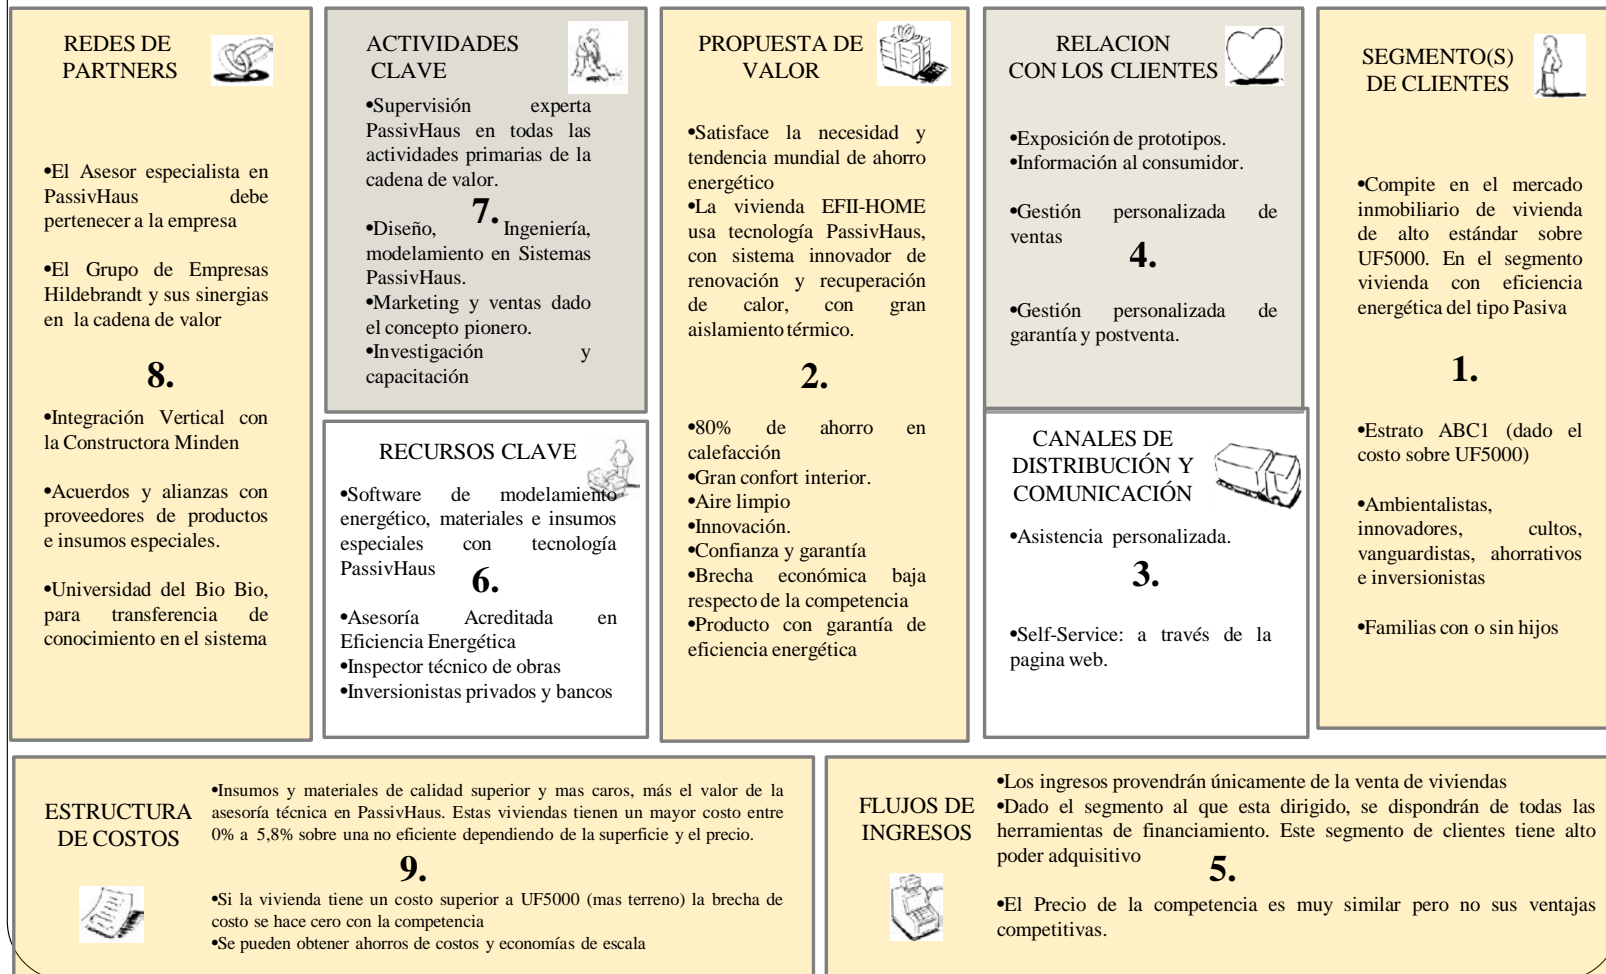 REDES DE
PARTNERS
•El Asesor especialista en
PassivHaus debe
pertenecer a la empresa
•El Grupo de Empresas
Hildebrandt y sus sinergias
en la cadena de valor
8.
•Integración Vertical con
la Constructora Minden
•Acuerdos y alianzas con
proveedores de productos
e insumos especiales.
•Universidad del Bio Bio,
para transferencia de
conocimiento en el sistema
ACTIVIDADES
CLAVE
•Supervisión experta
PassivHaus en todas las
actividades primarias de la
cadena de valor.
7.
•Diseño, Ingeniería,
modelamiento en Sistemas
PassivHaus.
•Marketing y ventas dado
el concepto pionero.
•Investigación y
capacitación
RECURSOS CLAVE
•Software de modelamiento
energético, materiales e insumos
especiales con tecnología
PassivHaus
6.
•Asesoría Acreditada en
Eficiencia Energética
•Inspector técnico de obras
•Inversionistas privados y bancos
PROPUESTA DE
VALOR
•Satisface la necesidad y
tendencia mundial de ahorro
energético
•La vivienda EFII-HOME
usa tecnología PassivHaus,
con sistema innovador de
renovación y recuperación
de calor, con gran
aislamiento térmico.
2.
•80% de ahorro en
calefacción
•Gran confort interior.
•Aire limpio
•Innovación.
•Confianza y garantía
•Brecha económica baja
respecto de la competencia
•Producto con garantía de
eficiencia energética
RELACION
CON LOS CLIENTES
•Exposición de prototipos.
•Información al consumidor.
•Gestión personalizada de
ventas
4.
•Gestión personalizada de
garantía y postventa.
CANALES DE
DISTRIBUCIÓN Y
COMUNICACIÓN
•Asistencia personalizada.
3.
•Self-Service: a través de la
pagina web.
SEGMENTO(S)
DE CLIENTES
•Compite en el mercado
inmobiliario de vivienda
de alto estándar sobre
UF5000. En el segmento
vivienda con eficiencia
energética del tipo Pasiva
1.
•Estrato ABC1 (dado el
costo sobre UF5000)
•Ambientalistas,
innovadores, cultos,
vanguardistas, ahorrativos
e inversionistas
•Familias con o sin hijos
ESTRUCTURA
DE COSTOS
•Insumos y materiales de calidad superior y mas caros, más el valor de la
asesoría técnica en PassivHaus. Estas viviendas tienen un mayor costo entre
0% a 5,8% sobre una no eficiente dependiendo de la superficie y el precio.
9.
•Si la vivienda tiene un costo superior a UF5000 (mas terreno) la brecha de
costo se hace cero con la competencia
•Se pueden obtener ahorros de costos y economías de escala
FLUJOS DE
INGRESOS
•Los ingresos provendrán únicamente de la venta de viviendas
•Dado el segmento al que esta dirigido, se dispondrán de todas las
herramientas de financiamiento. Este segmento de clientes tiene alto
poder adquisitivo
5.
•El Precio de la competencia es muy similar pero no sus ventajas
competitivas.